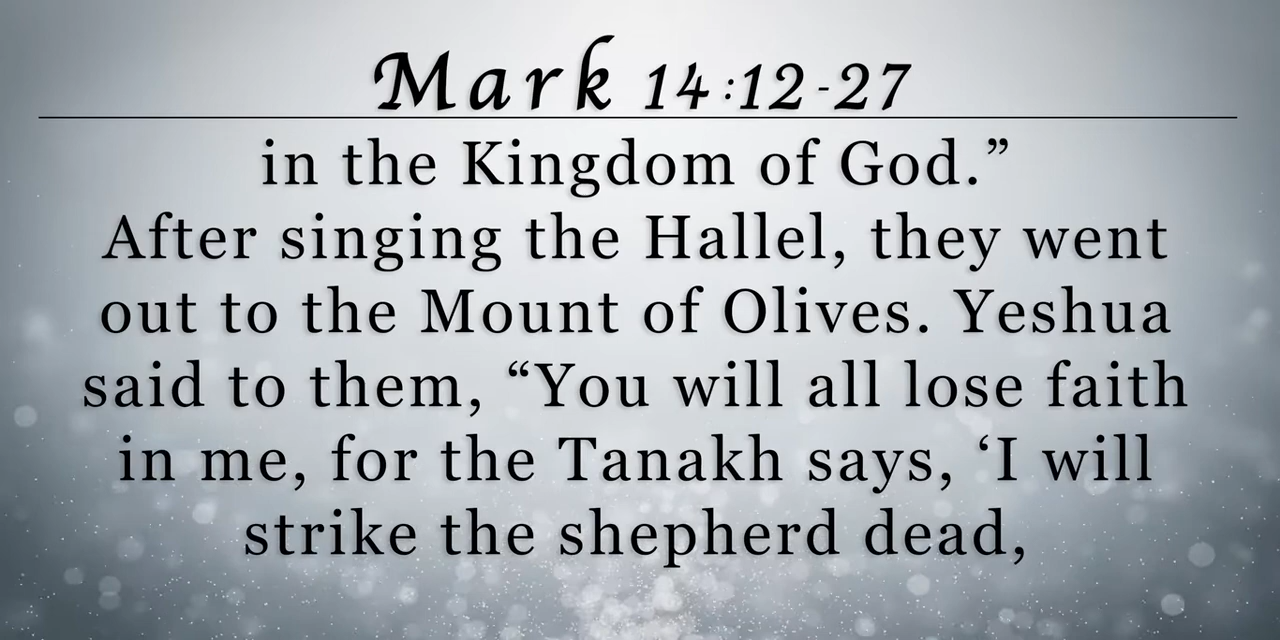 Mark 14:12-27
in the Kingdom of God.”
After singing the Hallel, they went
out to the Mount of Olives. Yeshua
said to them, “You will all lose faith
in me, for the Tanakh says, ‘I will
strike the shepherd dead,